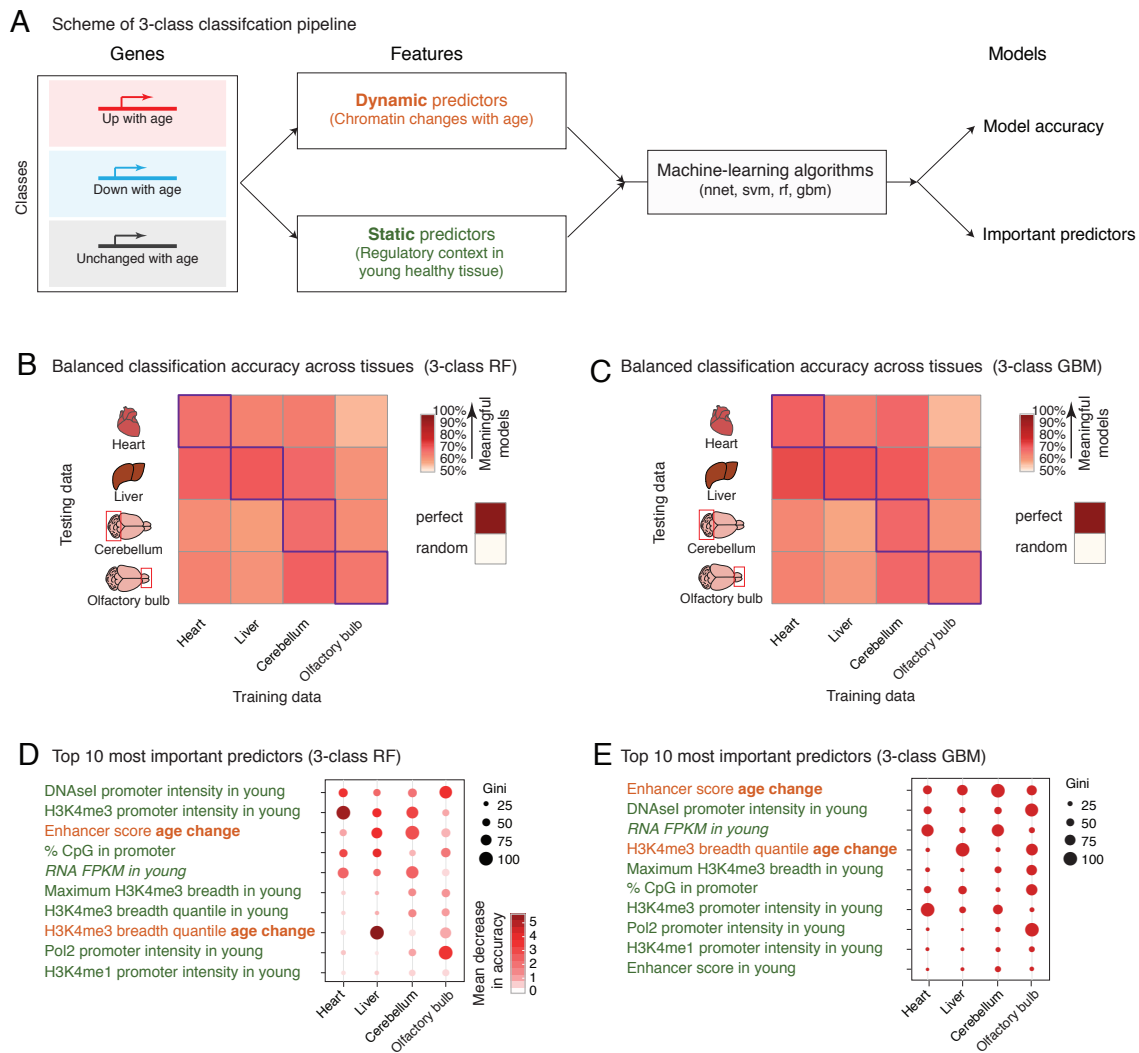 A Scheme of 3-class classifcation pipeline
Genes
Features
Models
Classes
Up with age
Down with age
Unchanged with age
Dynamic predictors
(Chromatin changes with age)
Static predictors
(Regulatory context in
young healthy tissue)
Machine-learning algorithms
(nnet, svm, rf, gbm)
Model accuracy
Important predictors
B Balanced classification accuracy across tissues (3-class RF)
Testing data
Heart
Liver
Cerebellum
Olfactory bulb
Heart
Liver
Cerebellum
Olfactory bulb
Training data
100%
90%
80%
70%
60%
50%
Meaningful
models
perfect
random
C Balanced classification accuracy across tissues (3-class GBM)
Testing data
Heart
Liver
Cerebellum
Olfactory bulb
Heart
Liver
Cerebellum
Olfactory bulb
Training data
100%
90%
80%
70%
60%
50%
Meaningful
models
perfect
random
D Top 10 most important predictors (3-class RF)
DNAseI promoter intensity in young
H3K4me3 promoter intensity in young
Enhancer score age change
% CpG in promoter
RNA FPKM in young
Maximum H3K4me3 breadth in young
H3K4me3 breadth quantile in young
H3K4me3 breadth quantile age change
Pol2 promoter intensity in young
H3K4me1 promoter intensity in young
Heart
Liver
Cerebellum
Olfactory bulb
Gini
25
50
75
100
Mean decrease
in accuracy
5
4
3
2
1
0
E Top 10 most important predictors (3-class GBM)
Enhancer score age change
DNAseI promoter intensity in young
RNA FPKM in young
H3K4me3 breadth quantile age change
Maximum H3K4me3 breadth in young
% CpG in promoter
H3K4me3 promoter intensity in young
Pol2 promoter intensity in young
H3K4me1 promoter intensity in young
Enhancer score in young
Heart
Liver
Cerebellum
Olfactory bulb
Gini
25
50
75
100